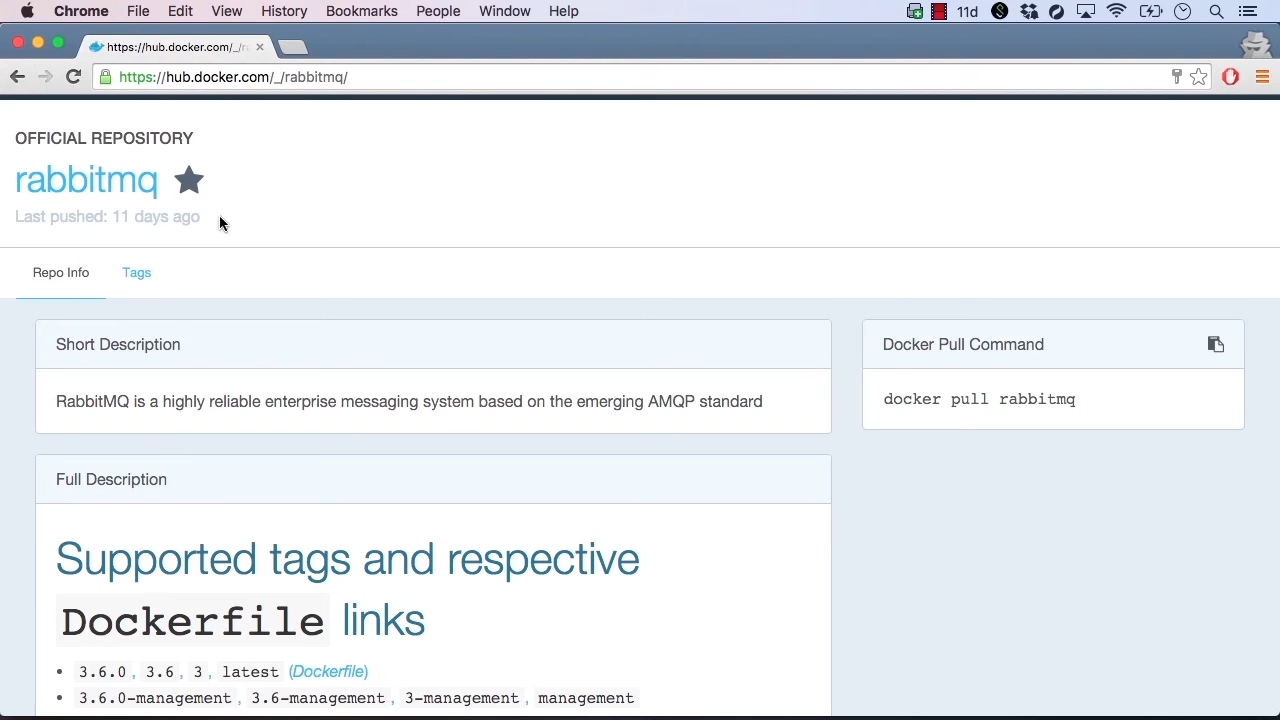 Chrome File Edit View History Bookmarks People Window Help 11d
https://hub.docker.com/_/r
https://hub.docker.com/_/rabbitmq/
OFFICIAL REPOSITORY
rabbitmq
Last pushed: 11 days ago
Repo Info Tags
Short Description
Docker Pull Command
RabbitMQ is a highly reliable enterprise messaging system based on the emerging AMQP standard
docker pull rabbitmq
Full Description
Supported tags and respective
Dockerfile links
• 3.6.0, 3.6, 3, latest (Dockerfile)
• 3.6.0-management, 3.6-management, 3-management, management